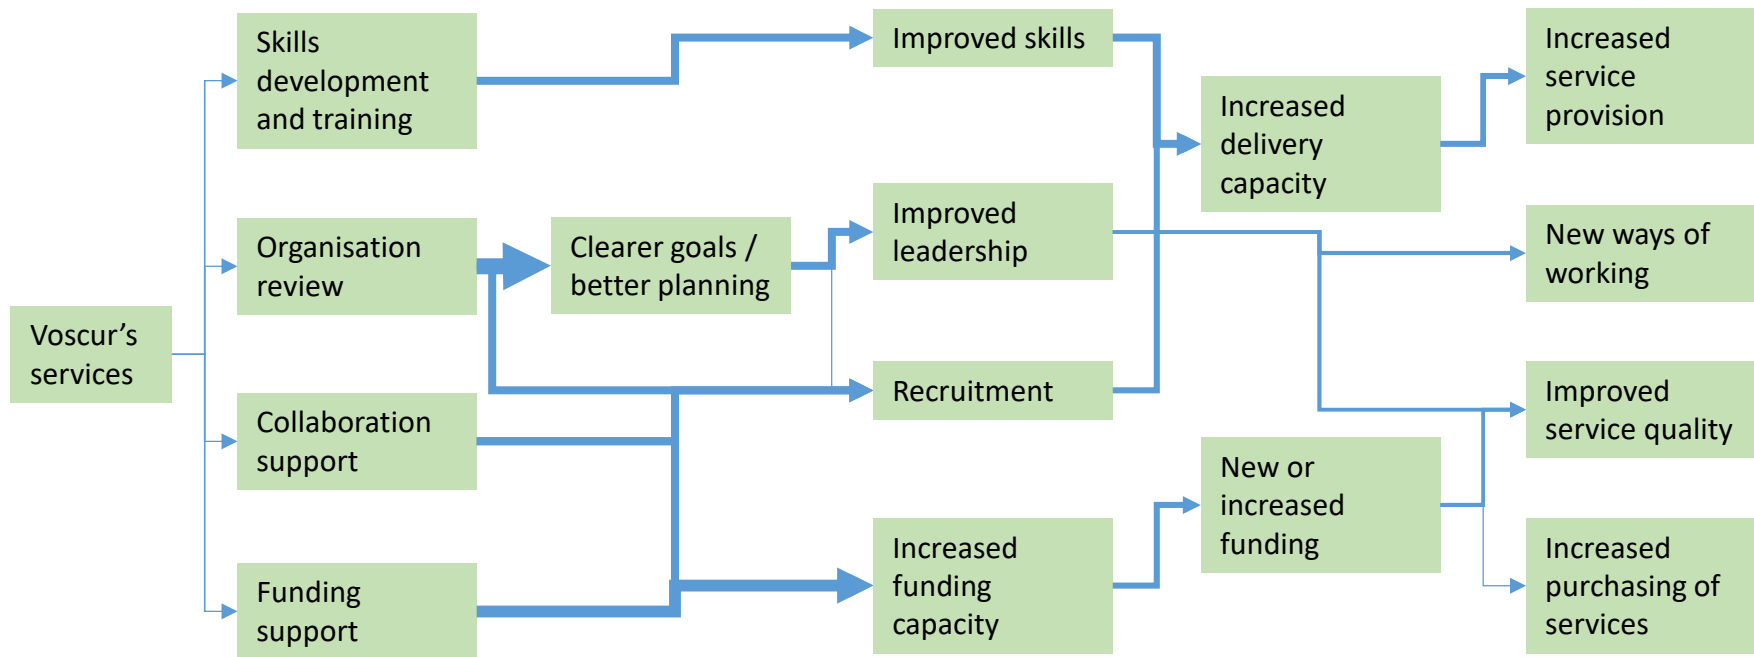 Voscur's
services
Skills
development
and training
Organisation
review
Collaboration
support
Funding
support
Clearer goals /
better planning
Improved skills
Improved
leadership
Recruitment
Increased
funding
capacity
Increased
delivery
capacity
New or
increased
funding
Increased
service
provision
New ways of
working
Improved
service quality
Increased
purchasing of
services